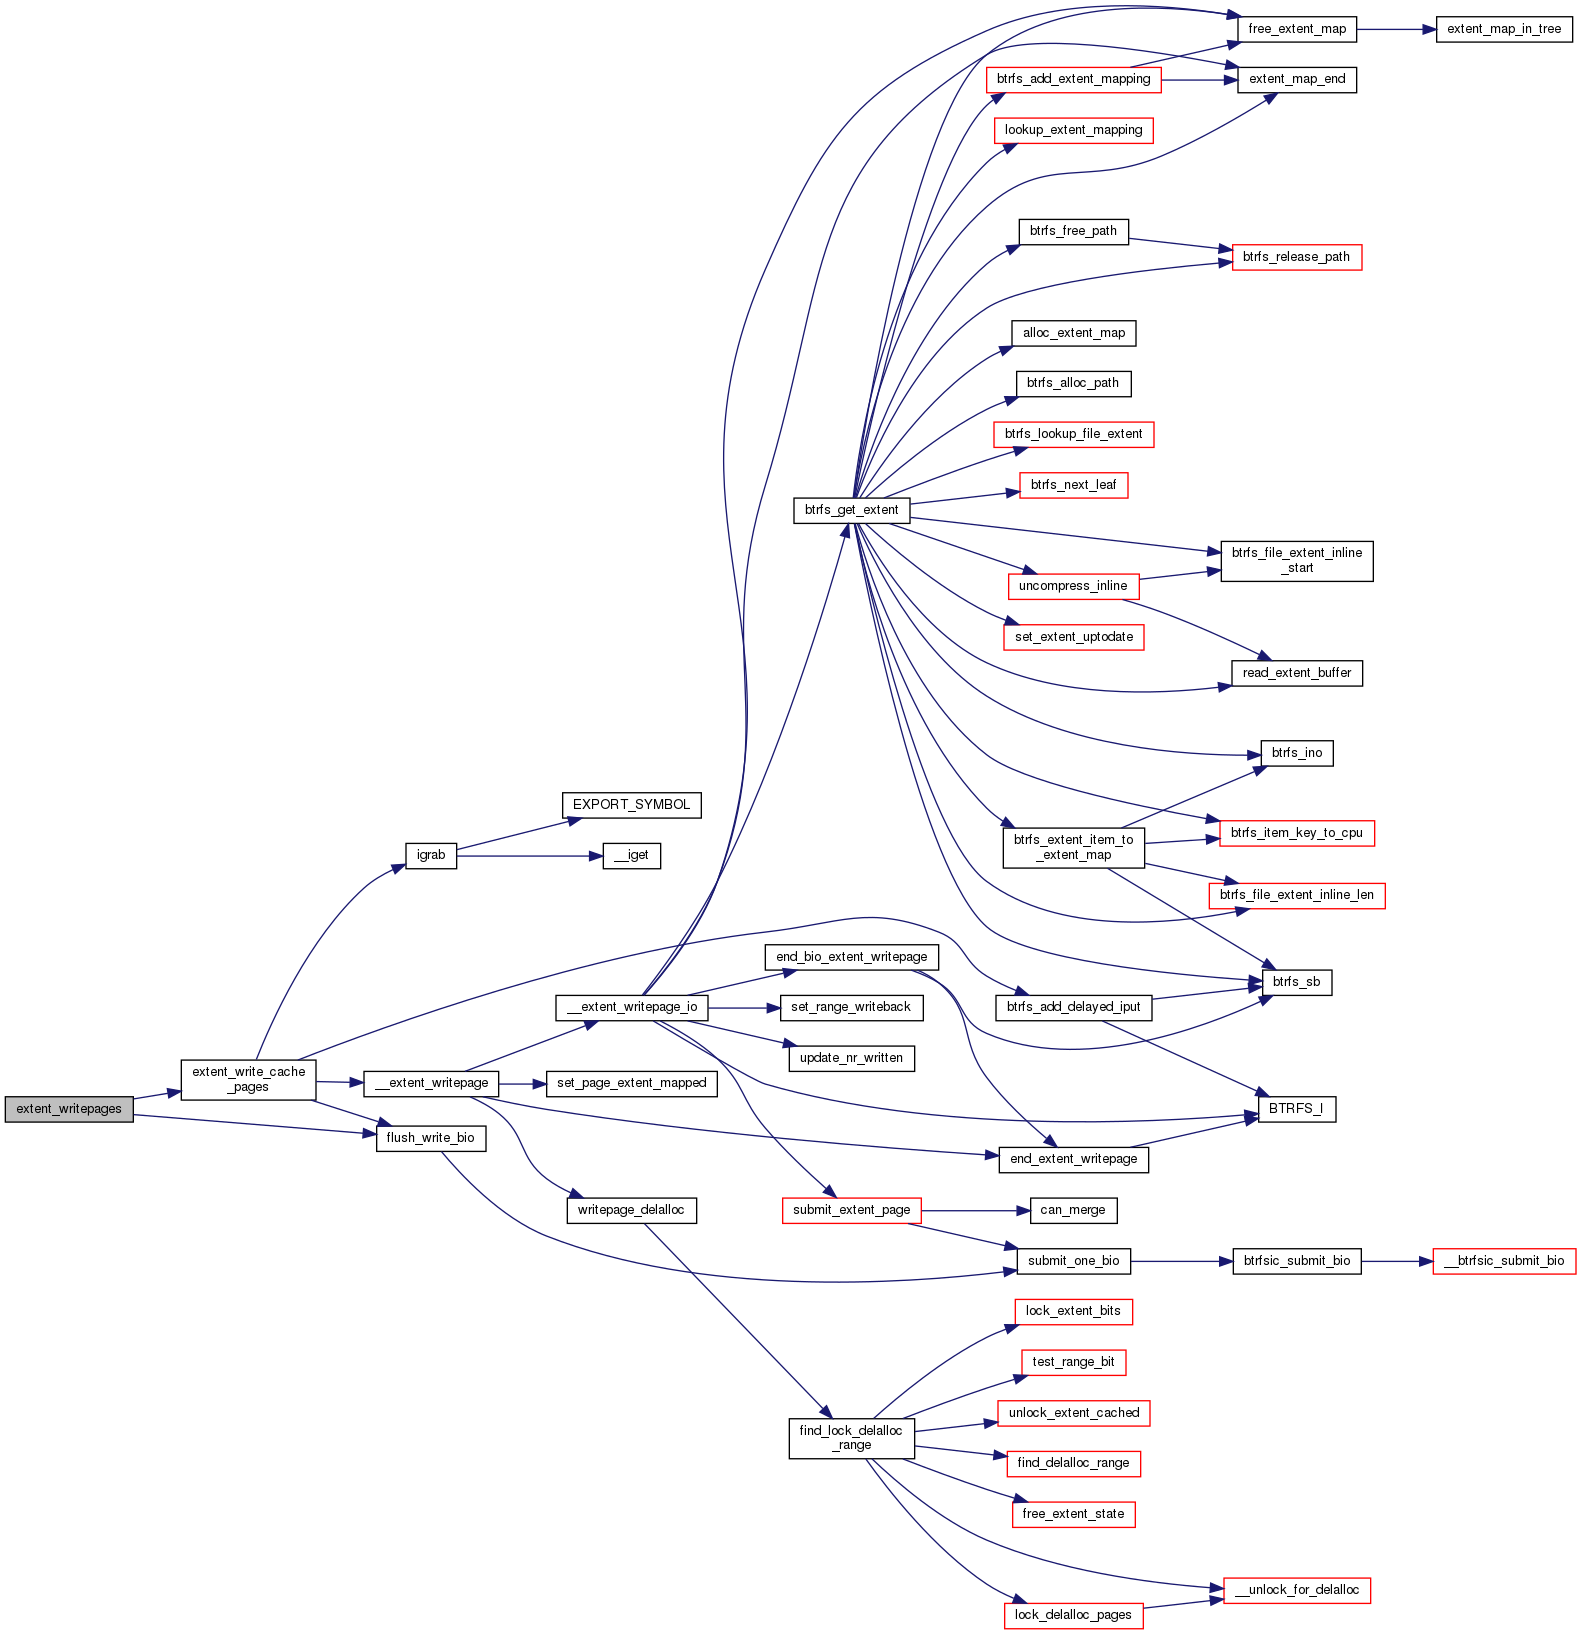 free_extent_map
extent_map_in_tree
btrfs_add_extent_mapping
extent_map_end
lookup_extent_mapping
btrfs_free_path
btrfs_release_path
alloc_extent_map
btrfs_alloc_path
btrfs_lookup_file_extent
btrfs_next_leaf
btrfs_get_extent
btrfs_file_extent_inline
_start
uncompress_inline
set_extent_uptodate
read_extent_buffer
btrfs_ino
EXPORT_SYMBOL
btrfs_item_key_to_cpu
btrfs_extent_item_to
_extent_map
igrab
__iget
btrfs_file_extent_inline_len
end_bio_extent_writepage
btrfs_sb
__extent_writepage_io
set_range_writeback
btrfs_add_delayed_iput
update_nr_written
extent_write_cache
_pages
__extent_writepage
set_page_extent_mapped
extent_writepages
BTRFS_I
flush_write_bio
end_extent_writepage
writepage_delalloc
submit_extent_page
can_merge
submit_one_bio
btrfsic_submit_bio
__btrfsic_submit_bio
lock_extent_bits
test_range_bit
unlock_extent_cached
find_lock_delalloc
_range
find_delalloc_range
free_extent_state
__unlock_for_delalloc
lock_delalloc_pages